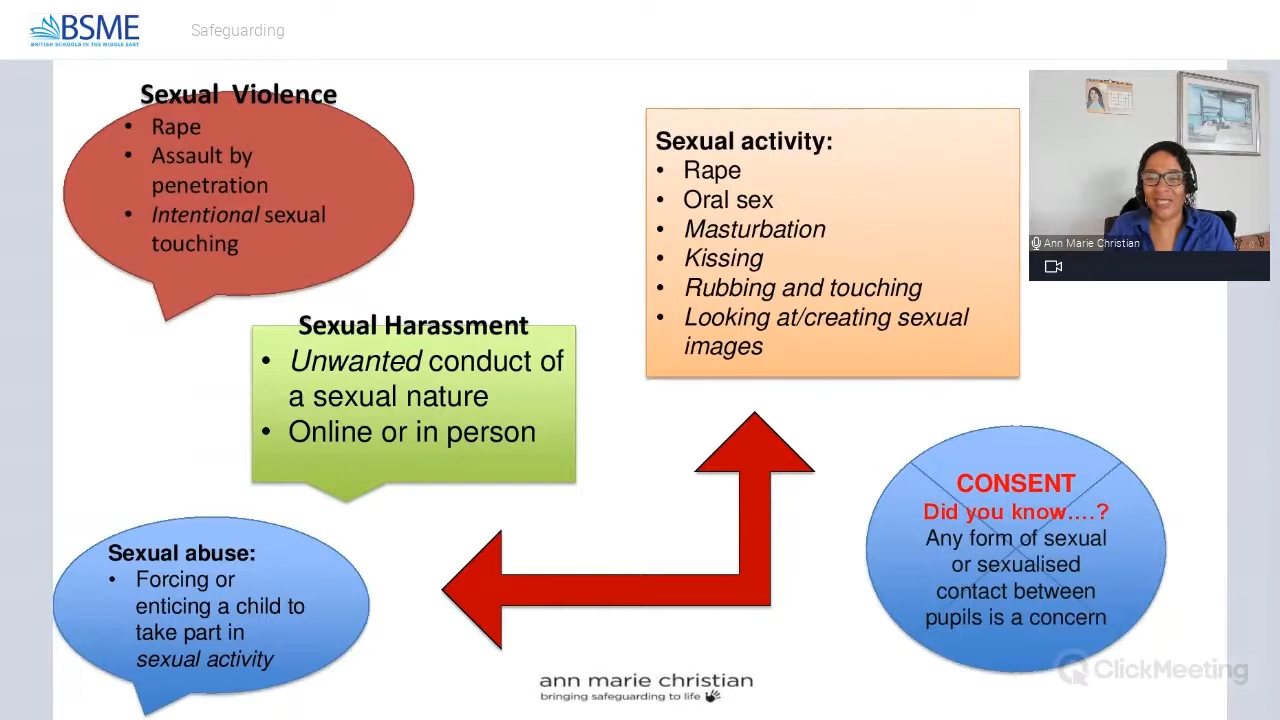 BSME
BRITISH SCHOOLS IN THE MIDDLE EAST
Safeguarding
Sexual  Violence
• Rape
• Assault by
penetration
• Intentional sexual
touching
Sexual activity:
• Rape
• Oral sex
• Masturbation
• Kissing
• Rubbing and touching
• Looking at/creating sexual
images
Ann Marie Christian
Sexual Harassment
• Unwanted conduct of
a sexual nature
• Online or in person
CONSENT
Did you know....?
Any form of sexual
or sexualised
contact between
pupils is a concern
Sexual abuse:
• Forcing or
enticing a child to
take part in
sexual activity
ann marie christian
bringing safeguarding to life
ClickMeeting